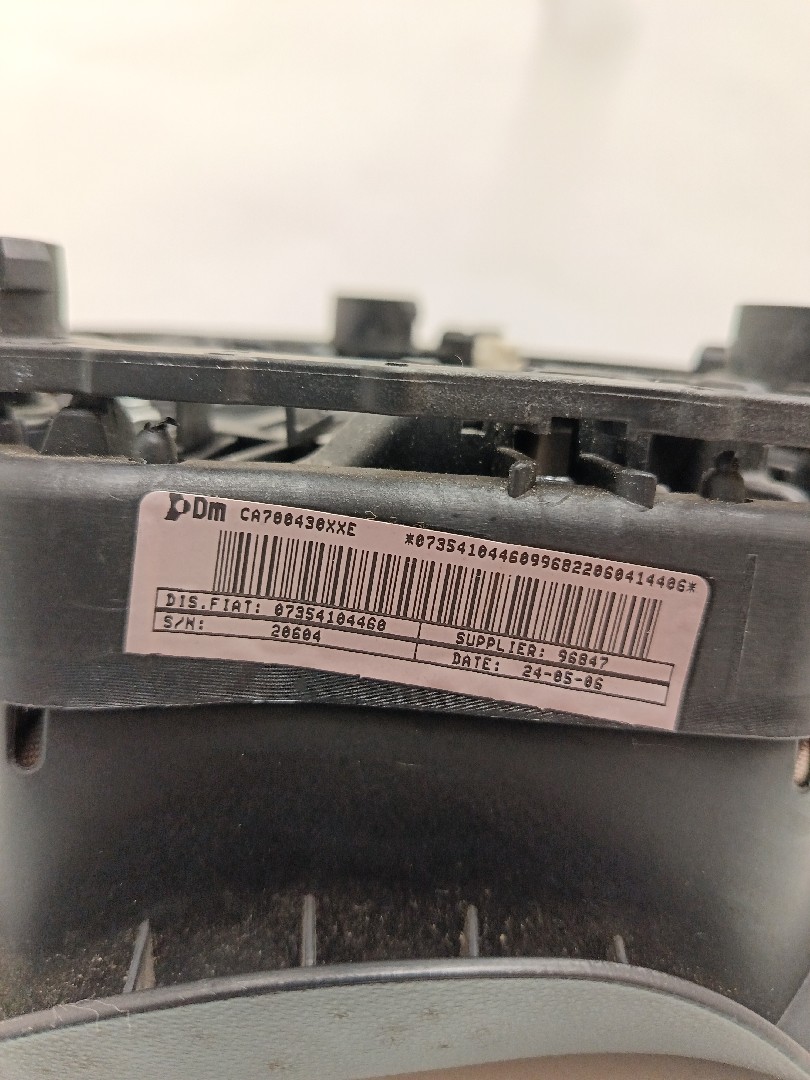 Dm CA700430XXE *07354104460996822060414406*
DIS.FIAT: 07354104460
SUPPLIER: 96847
S/N: 20604
DATE: 24-05-06